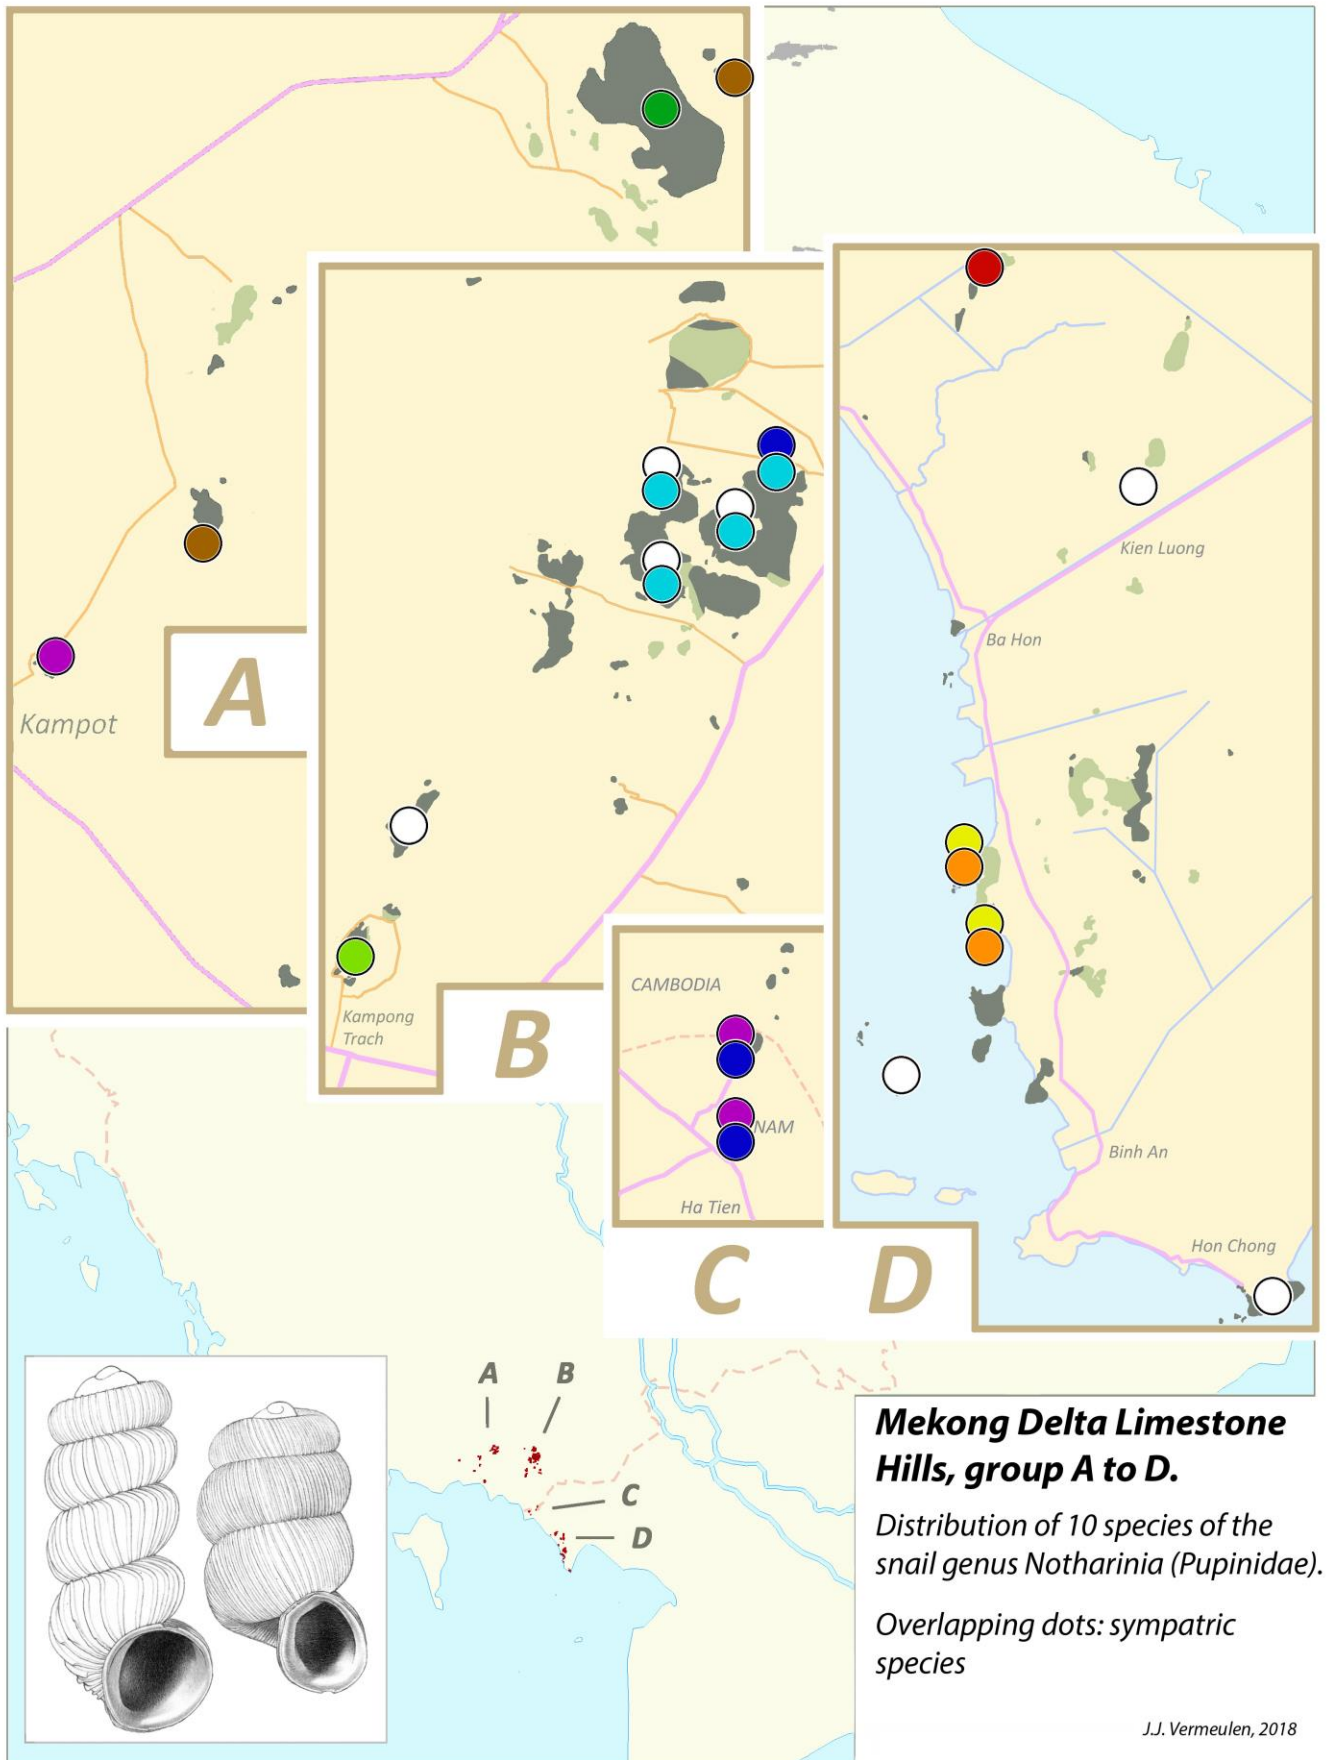 Kampot
A
Kampong
Trach
B
CAMBODIA
NAM
Ha Tien
C
Kien Luong
Ba Hon
Binh An
Hon Chong
D
A
B
C
D
Mekong Delta Limestone
Hills, group A to D.
Distribution of 10 species of the
snail genus Notharinia (Pupinidae).
Overlapping dots: sympatric
species
J.J. Vermeulen, 2018